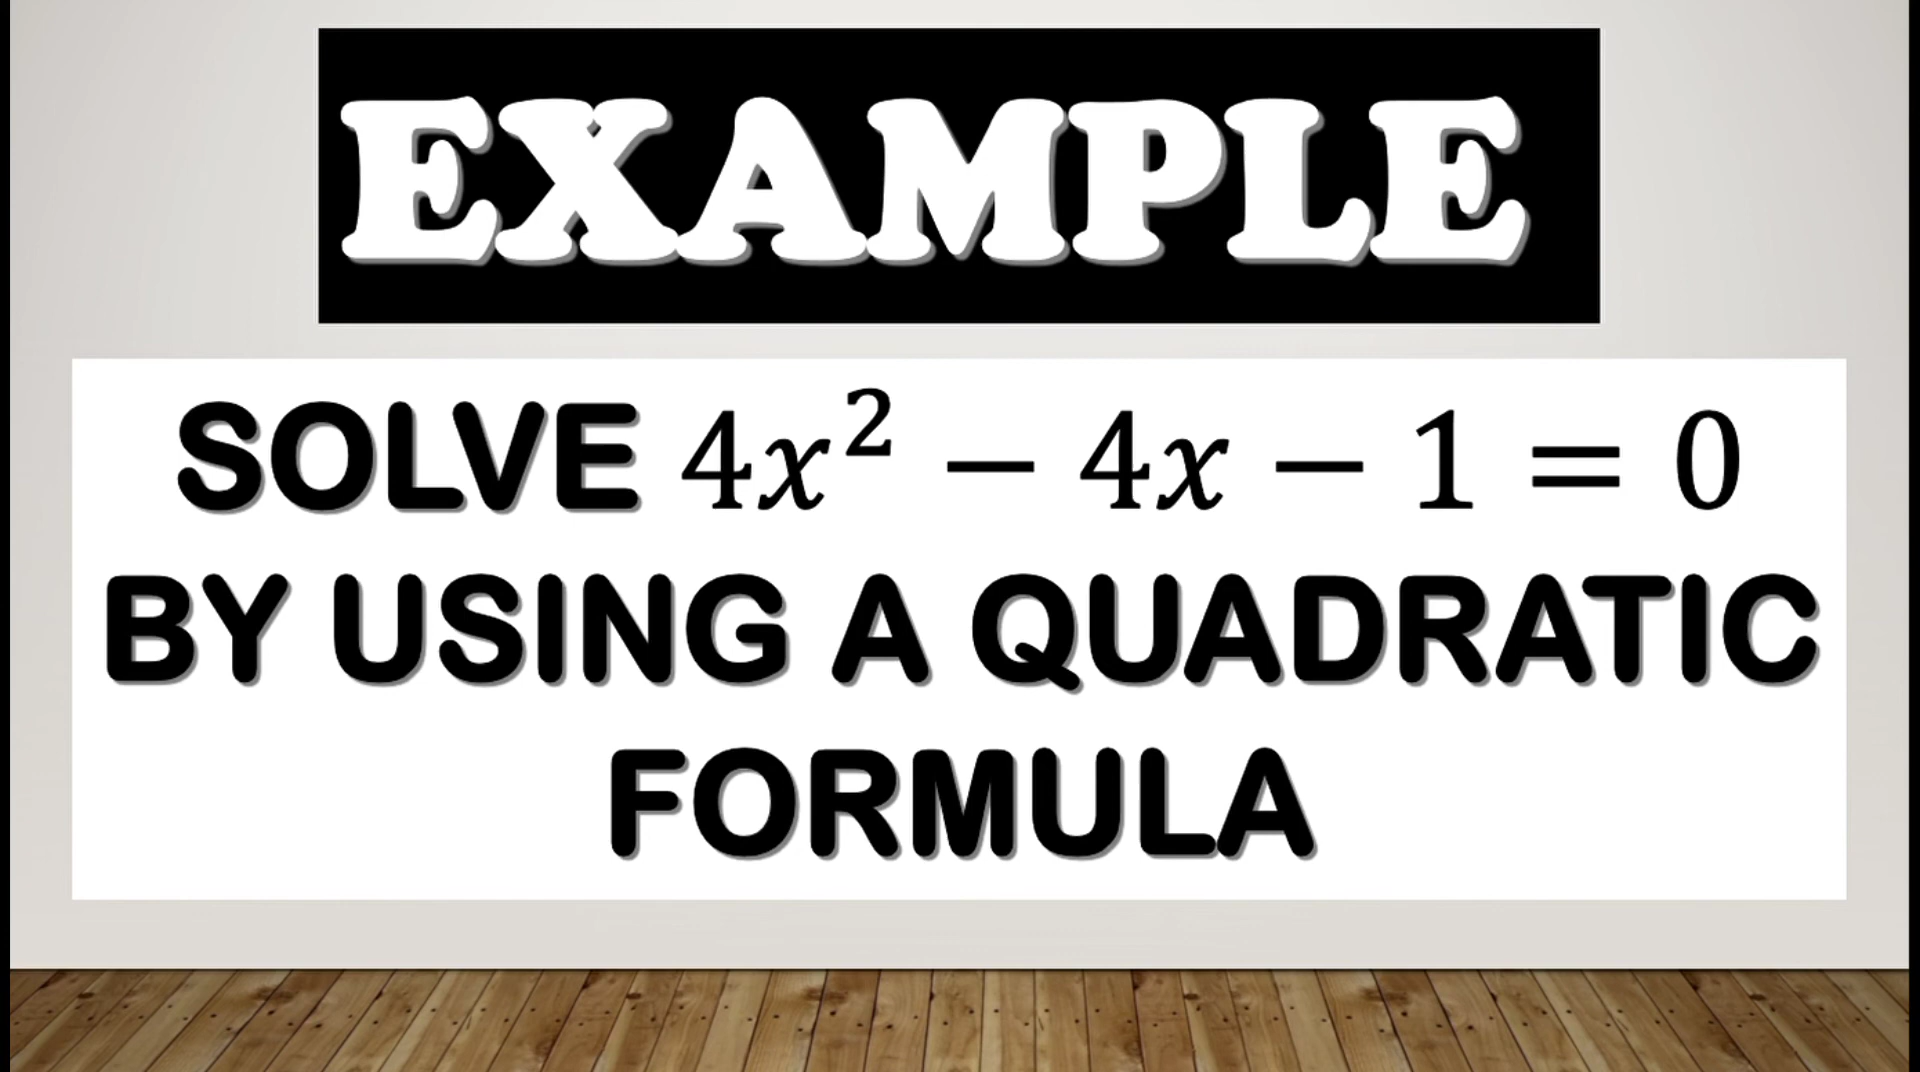 EXAMPLE
SOLVE 4x² − 4x − 1 = 0
BY USING A QUADRATIC
FORMULA